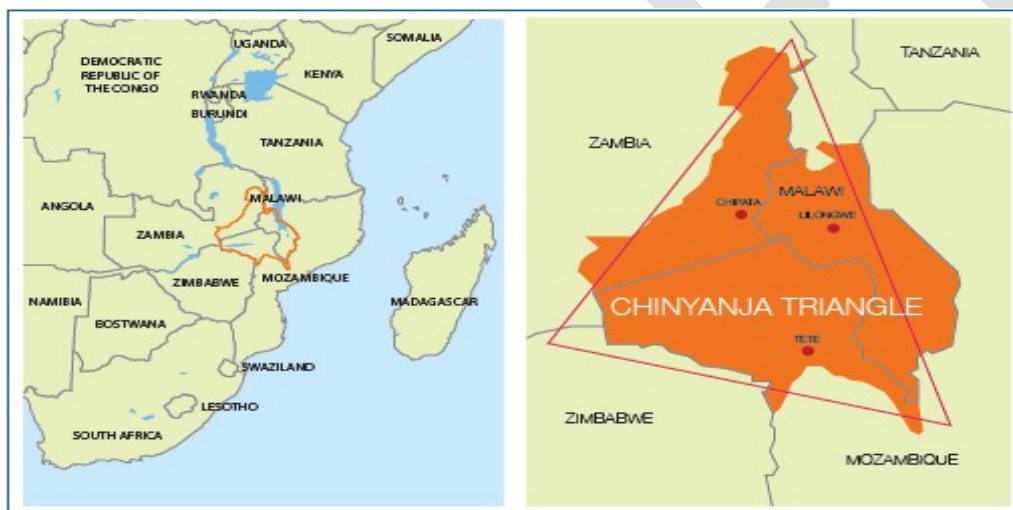 UGANDA
SOMALIA
DEMOCRATIC
REPUBLIC OF
THE CONGO
KENYA
RWANDA
BURUNDI
TANZANIA
MALAWI
ANGOLA
ZAMBIA
ZIMBABWE
MOZAMBIQUE
NAMIBIA
MADAGASCAR
BOSTWANA
SWAZILAND
LESOTHO
SOUTH AFRICA
TANZANIA
ZAMBIA
MALAWI
CHIPATA
LILONGWE
CHINYANJA TRIANGLE
TETE
ZIMBABWE
MOZAMBIQUE